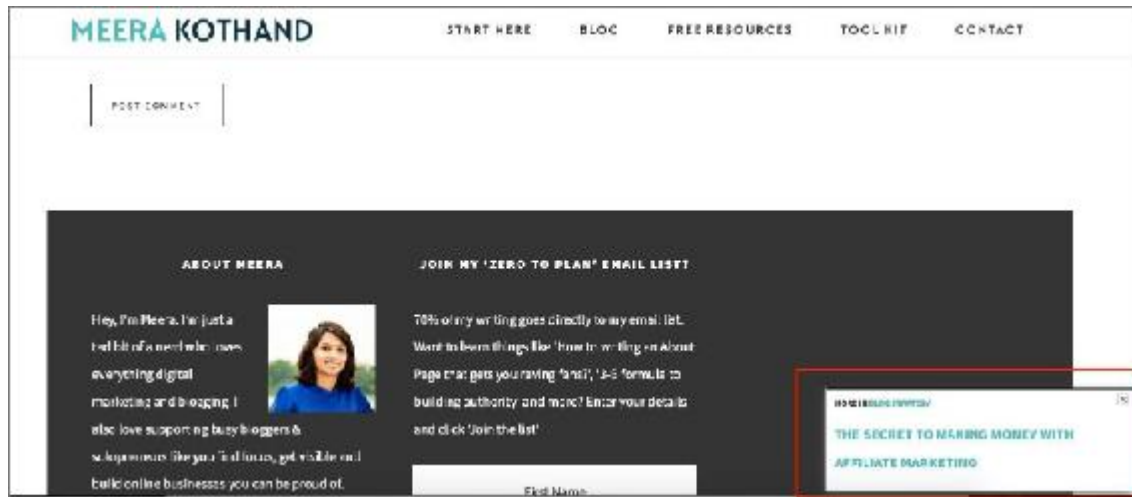 MEERA KOTHAND
START HERE BLOG FREE RESOURCES TOOL KIT CONTACT
POST COMMENT
ABOUT MEERA
Hey, I'm Meera. I'm just a
tad bit of a nerd who loves
everything digital
marketing and blogging. I
also love supporting busy bloggers &
solopreneurs like you find focus, get visible and
build online businesses you can be proud of.
JOIN MY 'ZERO TO PLAN' EMAIL LIST?
70% of my writing goes directly to my email list.
Want to learn things like 'How to writing an About
Page that gets you raving fans?', '3-5 formula to
building authority' and more? Enter your details
and click 'Join the list'
First Name
MORE IN
THE SECRET TO MAKING MONEY WITH
AFFILIATE MARKETING